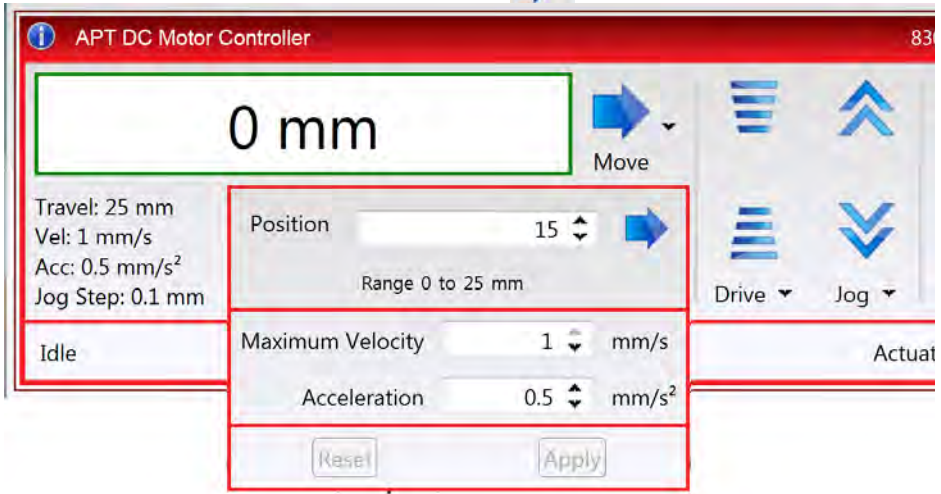 APT DC Motor Controller 830
0 mm
Move
Travel: 25 mm
Vel: 1 mm/s
Acc: 0.5 mm/s²
Jog Step: 0.1 mm
Position 15
Range 0 to 25 mm
Drive Jog
Idle
Maximum Velocity 1 mm/s
Actuat
Acceleration 0.5 mm/s²
Reset Apply